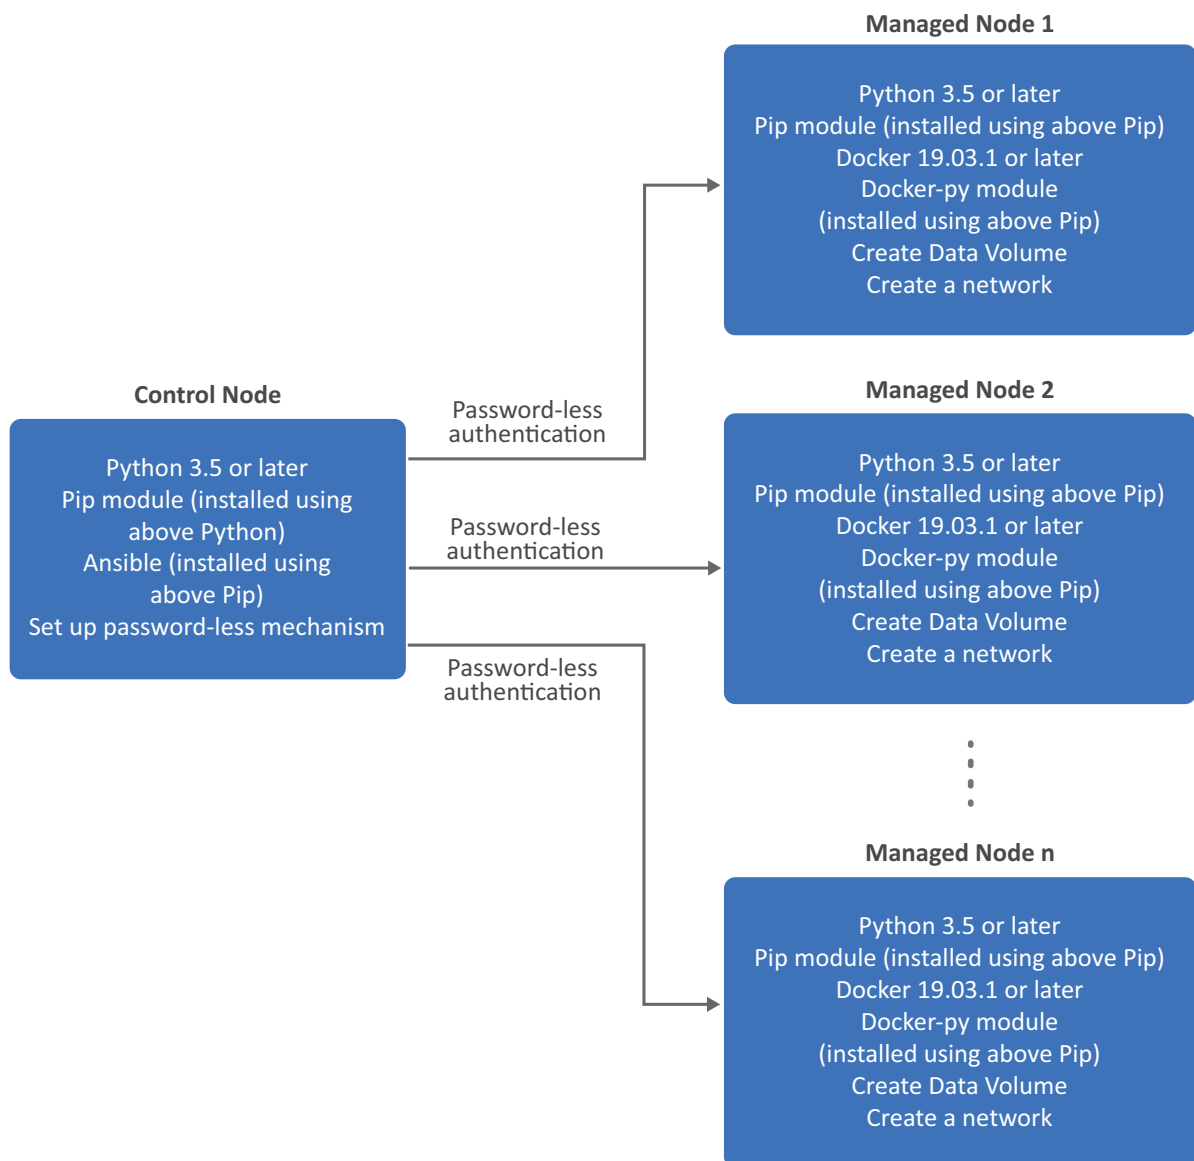 Control Node
Python 3.5 or later
Pip module (installed using
above Python)
Ansible (installed using
above Pip)
Set up password-less mechanism
Password-less
authentication
Password-less
authentication
Password-less
authentication
Managed Node 1
Python 3.5 or later
Pip module (installed using above Pip)
Docker 19.03.1 or later
Docker-py module
(installed using above Pip)
Create Data Volume
Create a network
Managed Node 2
Python 3.5 or later
Pip module (installed using above Pip)
Docker 19.03.1 or later
Docker-py module
(installed using above Pip)
Create Data Volume
Create a network
Managed Node n
Python 3.5 or later
Pip module (installed using above Pip)
Docker 19.03.1 or later
Docker-py module
(installed using above Pip)
Create Data Volume
Create a network